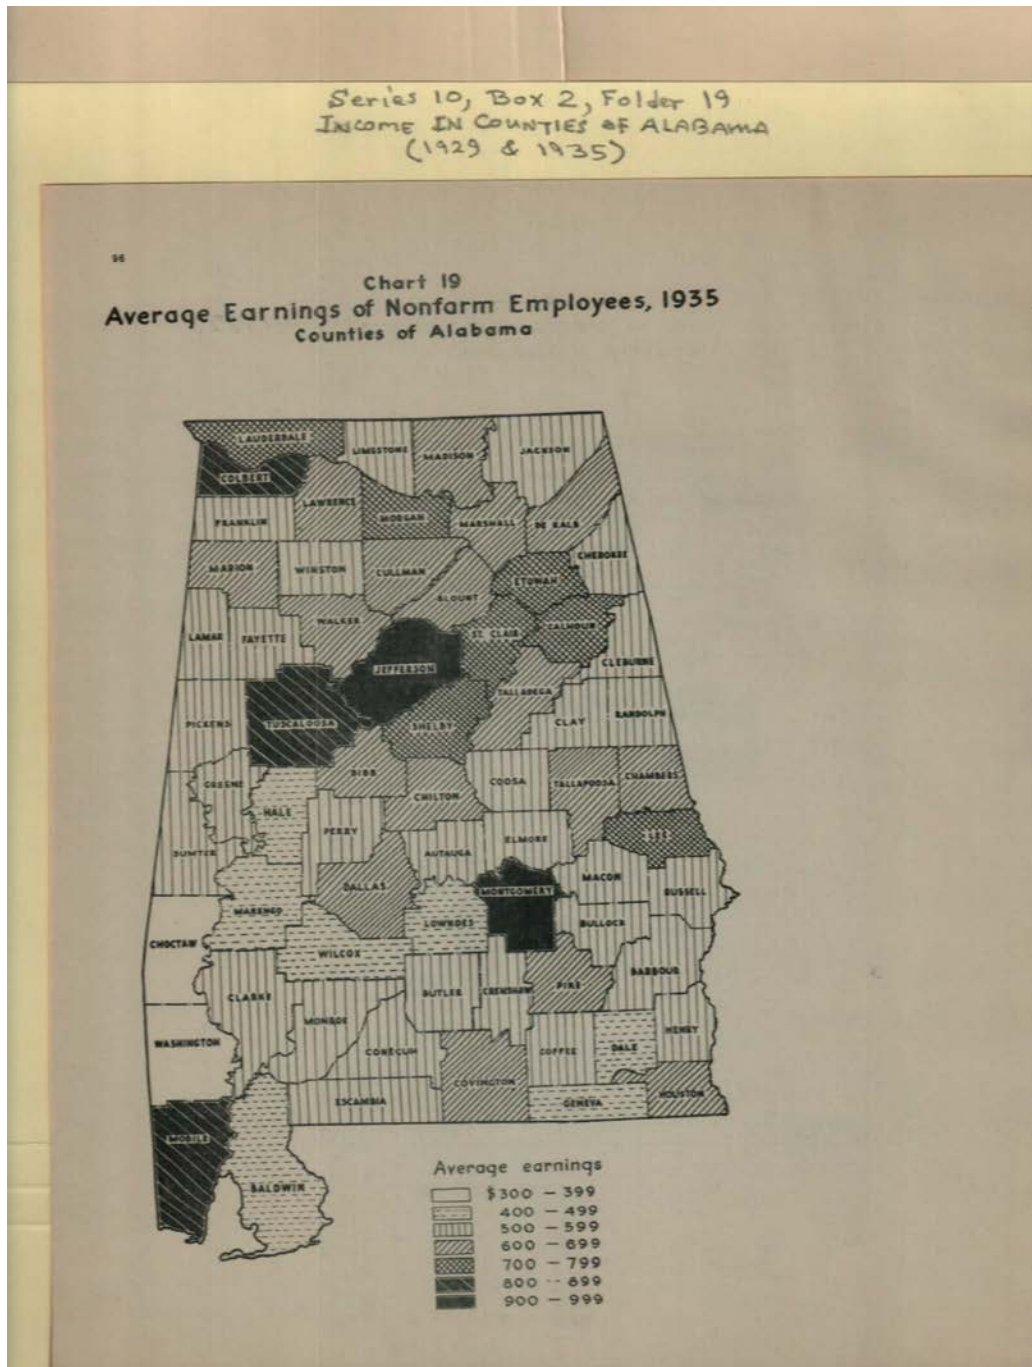 Series 10, Box 2, Folder 19
INCOME IN COUNTIES OF ALABAMA
(1929 & 1935)
96
Chart 19
Average Earnings of Nonfarm Employees, 1935
Counties of Alabama
LAUDERDALE
LIMESTONE
MADISON
JACKSON
COLBERT
LAWRENCE
FRANKLIN
MORGAN
MARSHALL
DE KALB
CHEROKEE
MARION
WINSTON
CULLMAN
ETOWAH
BLOUNT
LAMAR
FAYETTE
WALKER
ST. CLAIR
CALHOUN
JEFFERSON
CLEBURNE
PICKENS
TUSCALOOSA
SHELBY
TALLADEGA
CLAY
RANDOLPH
GREENE
BIBB
CHILTON
COOSA
TALLAPOOSA
CHAMBERS
HALE
PERRY
SUMTER
AUTAUGA
ELMORE
LEE
MACON
RUSSELL
MARENGO
DALLAS
LOWNDES
MONTGOMERY
BULLOCK
CHOCTAW
WILCOX
BARBOUR
CLARKE
BUTLER
CRENSHAW
PIKE
MONROE
HENRY
WASHINGTON
CONECUH
COFFEE
DALE
COVINGTON
ESCAMBIA
GENEVA
HOUSTON
MOBILE
BALDWIN
Average earnings
$300 - 399
400 - 499
500 - 599
600 - 699
700 - 799
800 - 899
900 - 999